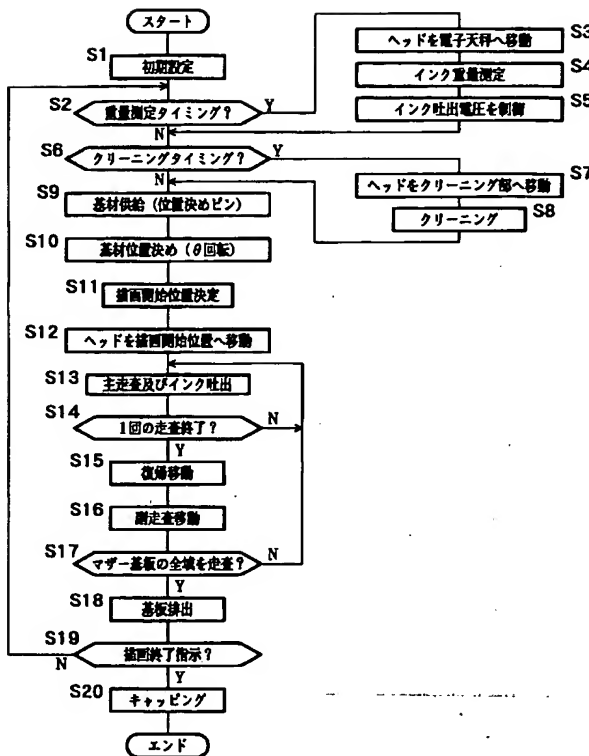 スタート
S1
初期設定
S2
重量測定タイミング?
Y
N
S3
ヘッドを電子天秤へ移動
S4
インク重量測定
S5
インク吐出電圧を制御
S6
クリーニングタイミング?
Y
N
S7
ヘッドをクリーニング部へ移動
S8
クリーニング
S9
基材供給(位置決めピン)
S10
基材位置決め(θ回転)
S11
描画開始位置決定
S12
ヘッドを描画開始位置へ移動
S13
主走査及びインク吐出
S14
1回の走査終了?
N
Y
S15
復帰移動
S16
副走査移動
S17
マザー基板の全域を走査?
N
Y
S18
基板排出
S19
描画終了指示?
N
Y
S20
キャッピング
エンド